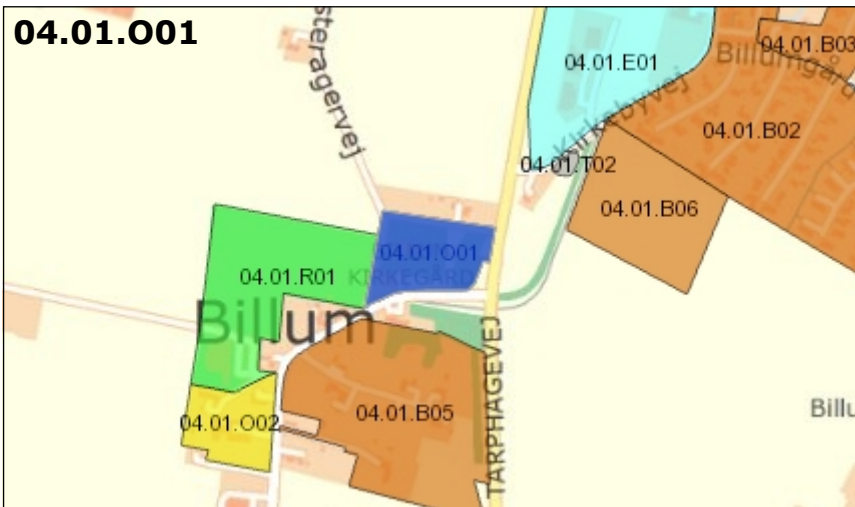 04.01.O01
steragervej
04.01.E01
04.01.B03
Billumgård
Kirkebyvej
04.01.B02
04.01.T02
04.01.B06
04.01.O01
04.01.R01
KIRKEGÅRD
Billum
04.01.O02
04.01.B05
TARPHAGEVEJ
Billu